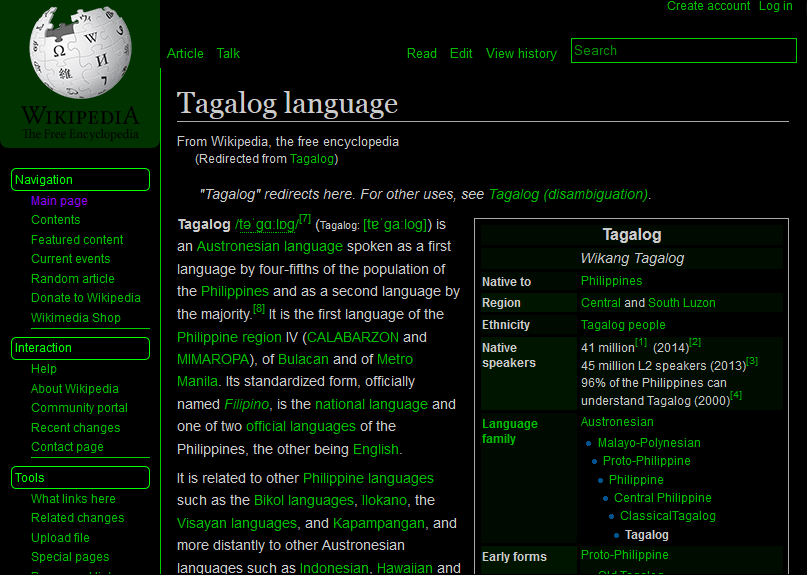 Create account Log in
WIKIPEDIA
The Free Encyclopedia
Article Talk Read Edit View history Search
Tagalog language
From Wikipedia, the free encyclopedia
(Redirected from Tagalog)
"Tagalog" redirects here. For other uses, see Tagalog (disambiguation).
Navigation
Main page
Contents
Featured content
Current events
Random article
Donate to Wikipedia
Wikimedia Shop
Interaction
Help
About Wikipedia
Community portal
Recent changes
Contact page
Tools
What links here
Related changes
Upload file
Special pages
Tagalog /təˈɡɑːlɒɡ/[7] (Tagalog: [tɐˈɡaːloɡ]) is
an Austronesian language spoken as a first
language by four-fifths of the population of
the Philippines and as a second language by
the majority.[8] It is the first language of the
Philippine region IV (CALABARZON and
MIMAROPA), of Bulacan and of Metro
Manila. Its standardized form, officially
named Filipino, is the national language and
one of two official languages of the
Philippines, the other being English.
It is related to other Philippine languages
such as the Bikol languages, Ilokano, the
Visayan languages, and Kapampangan, and
more distantly to other Austronesian
languages such as Indonesian, Hawaiian and
Tagalog
Wikang Tagalog
Native to Philippines
Region Central and South Luzon
Ethnicity Tagalog people
Native speakers 41 million[1] (2014)[2]
45 million L2 speakers (2013)[3]
96% of the Philippines can
understand Tagalog (2000)[4]
Language family Austronesian
Malayo-Polynesian
Proto-Philippine
Philippine
Central Philippine
ClassicalTagalog
Tagalog
Early forms Proto-Philippine
Old Tagalog